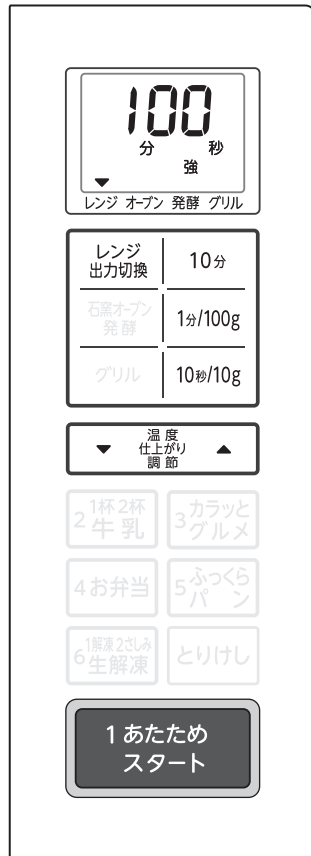 100
分 秒
強
▼
レンジ オーブン 発酵 グリル
レンジ
出力切換
10分
石窯オーブン
発酵
1分/100g
グリル
10秒/10g
▼ 温度 ▲
仕上がり
調節
1杯2杯
2牛乳
3カラッと
グルメ
4お弁当
5ふっくら
パン
1解凍2さしみ
6生解凍
とりけし
1あたため
スタート